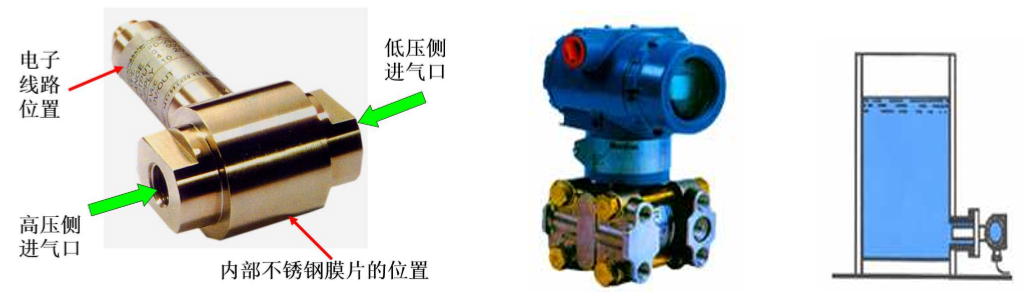 电子
线路
位置
低压侧
进气口
高压侧
进气口
内部不锈钢膜片的位置